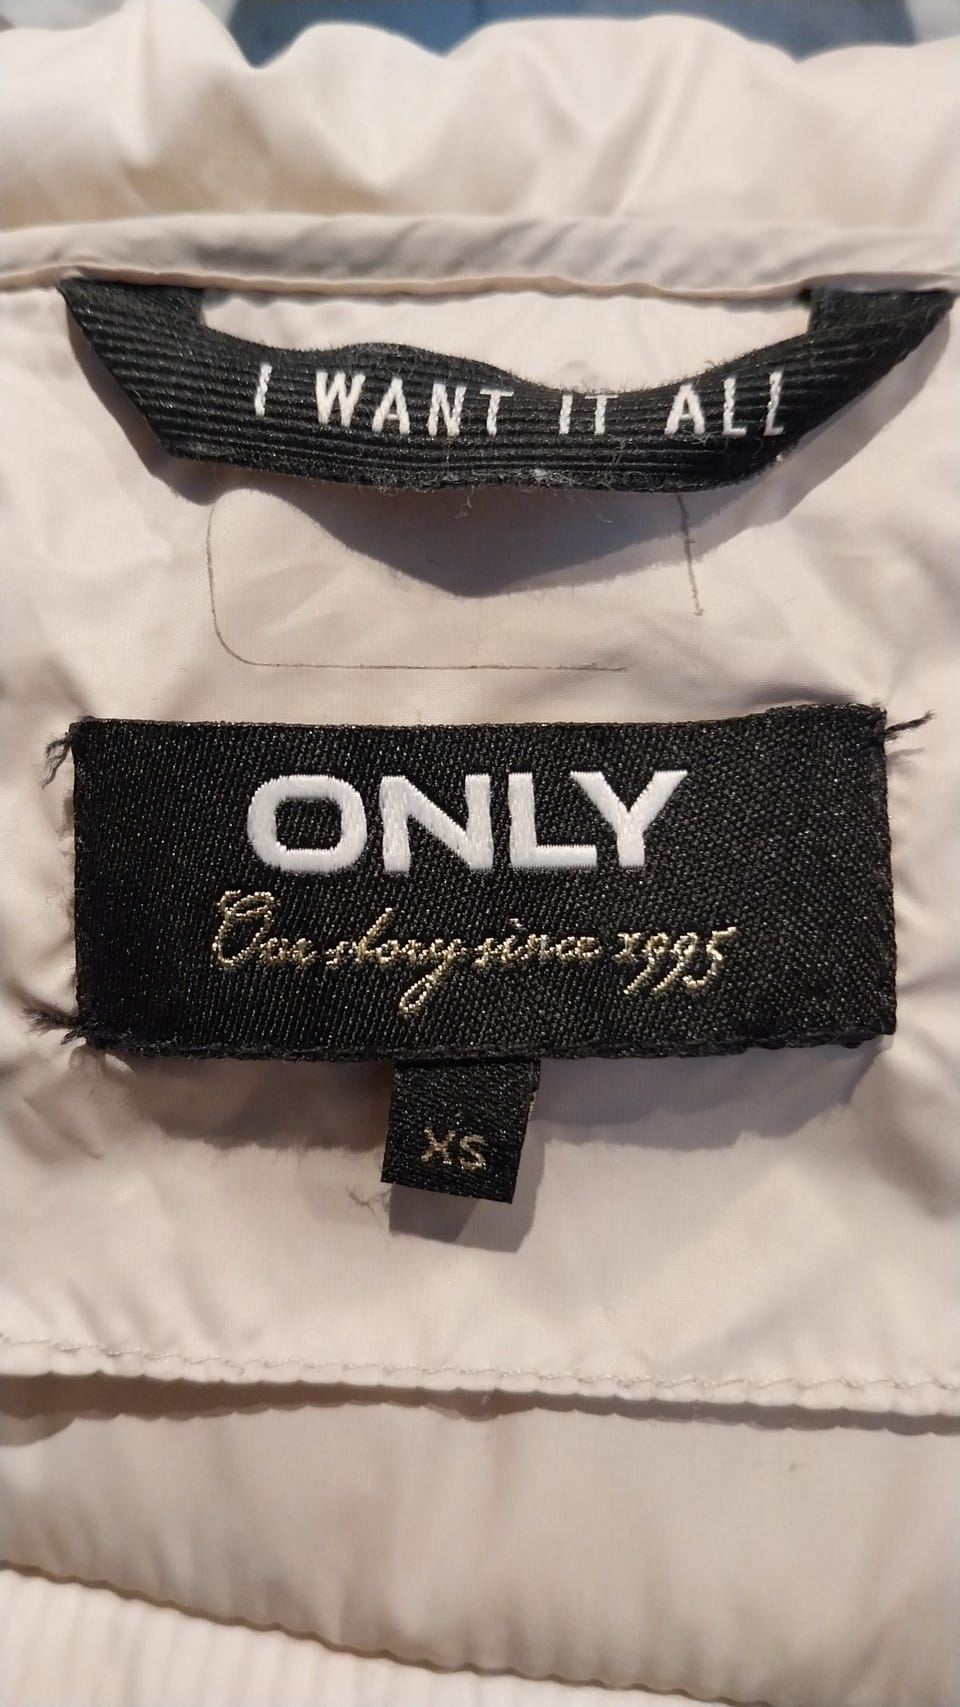 I WANT IT ALL
ONLY
Our story since 1995
XS